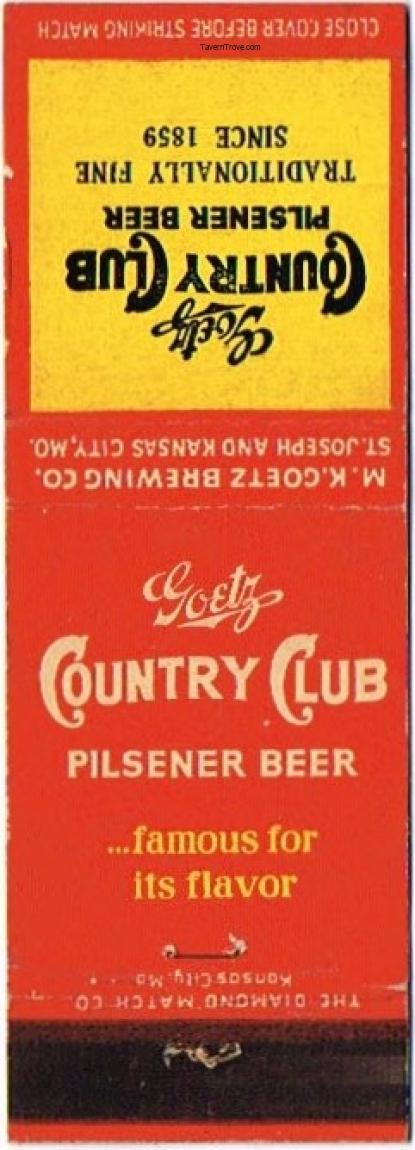 CLOSE COVER BEFORE STRIKING MATCH
TavernTrove.com
Goetz
COUNTRY CLUB
PILSENER BEER
TRADITIONALLY FINE
SINCE 1859
M.K.GOETZ BREWING CO.
ST.JOSEPH AND KANSAS CITY,MO.
Goetz
COUNTRY CLUB
PILSENER BEER
...famous for
its flavor
THE DIAMOND MATCH CO
Kansas City, Mo